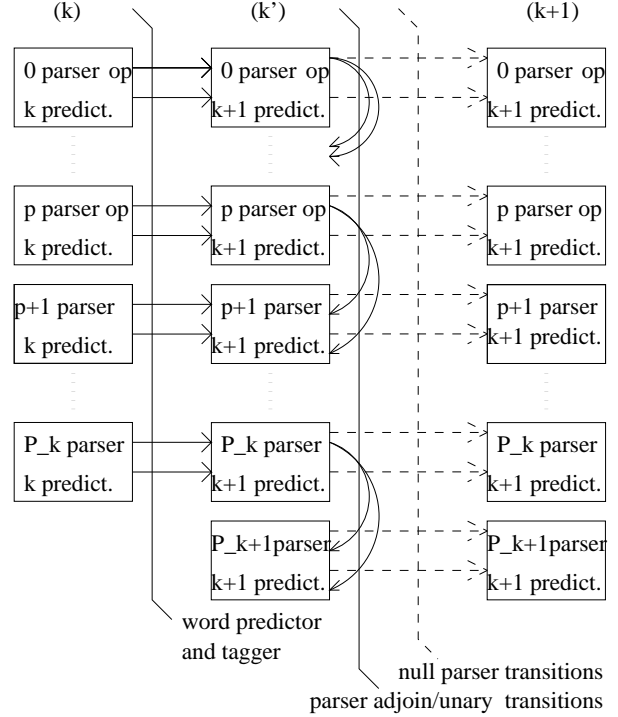 (k) (k') (k+1)
0 parser op 0 parser op 0 parser op
k predict. k+1 predict. k+1 predict.
p parser op p parser op p parser op
k predict. k+1 predict. k+1 predict.
p+1 parser p+1 parser p+1 parser
k predict. k+1 predict. k+1 predict.
P_k parser P_k parser P_k parser
k predict. k+1 predict. k+1 predict.
P_k+1parser P_k+1parser
k+1 predict. k+1 predict.
word predictor
and tagger
null parser transitions
parser adjoin/unary transitions